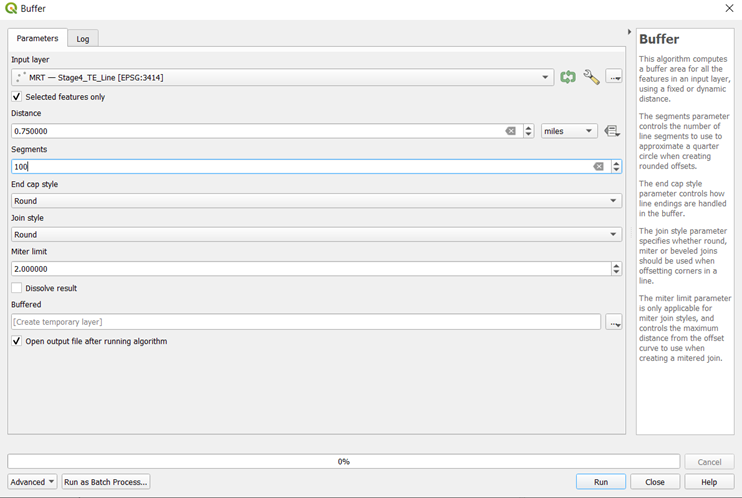 Buffer
Parameters
Log
Input layer
MRT — Stage4_TE_Line [EPSG:3414]
...
Selected features only
Distance
0.750000
miles
Segments
100
End cap style
Round
Join style
Round
Miter limit
2.000000
Dissolve result
Buffered
[Create temporary layer]
...
Open output file after running algorithm
Buffer
This algorithm computes
a buffer area for all the
features in an input layer,
using a fixed or dynamic
distance.
The segments parameter
controls the number of
line segments to use to
approximate a quarter
circle when creating
rounded offsets.
The end cap style
parameter controls how
line endings are handled
in the buffer.
The join style parameter
specifies whether round,
miter or beveled joins
should be used when
offsetting corners in a
line.
The miter limit parameter
is only applicable for
miter join styles, and
controls the maximum
distance from the offset
curve to use when
creating a mitered join.
0%
Cancel
Advanced
Run as Batch Process...
Run
Close
Help